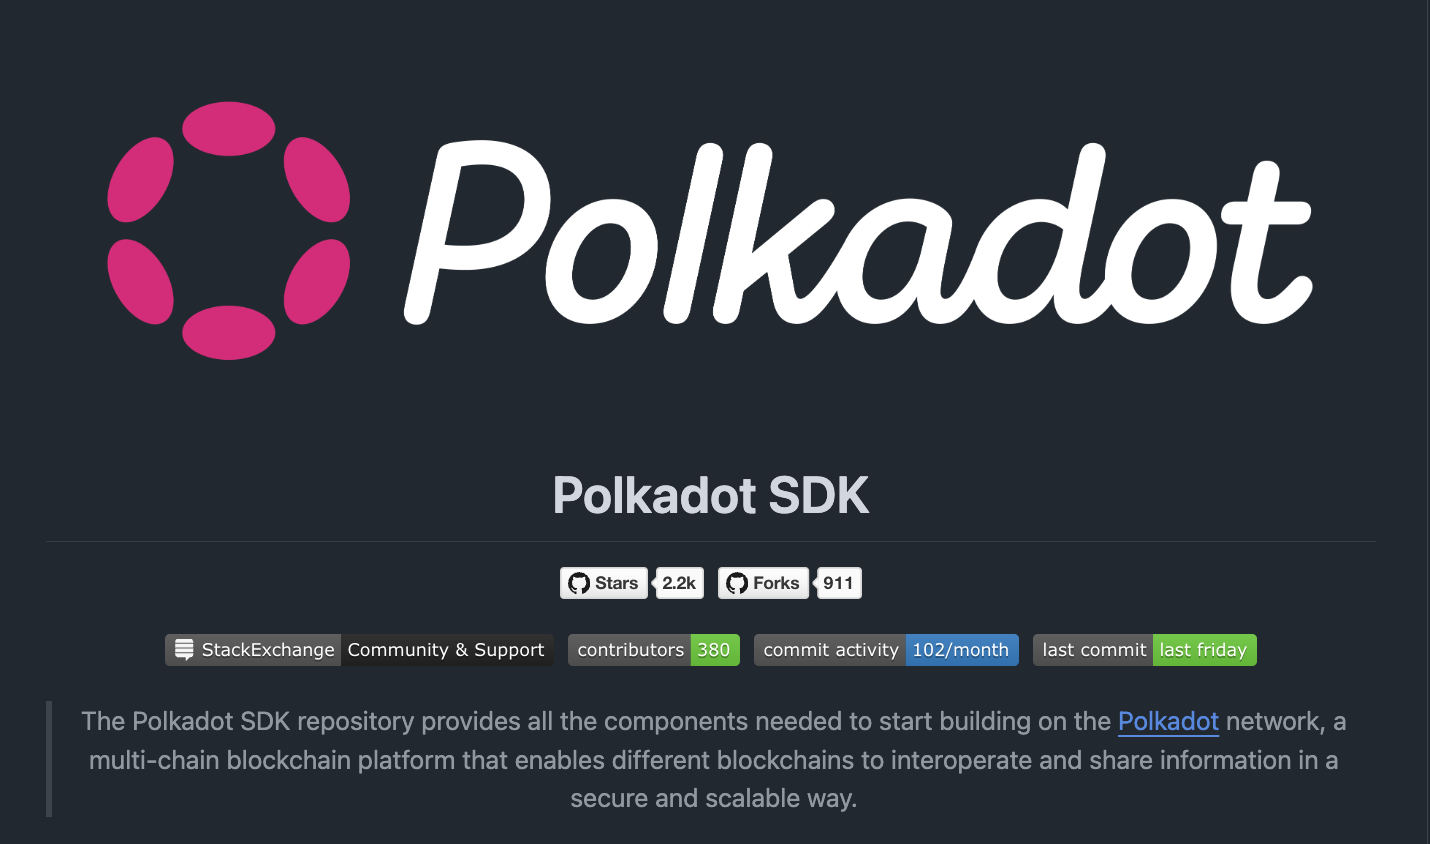 Polkadot
Polkadot SDK
Stars 2.2k Forks 911
StackExchange Community & Support contributors 380 commit activity 102/month last commit last friday
The Polkadot SDK repository provides all the components needed to start building on the Polkadot network, a
multi-chain blockchain platform that enables different blockchains to interoperate and share information in a
secure and scalable way.